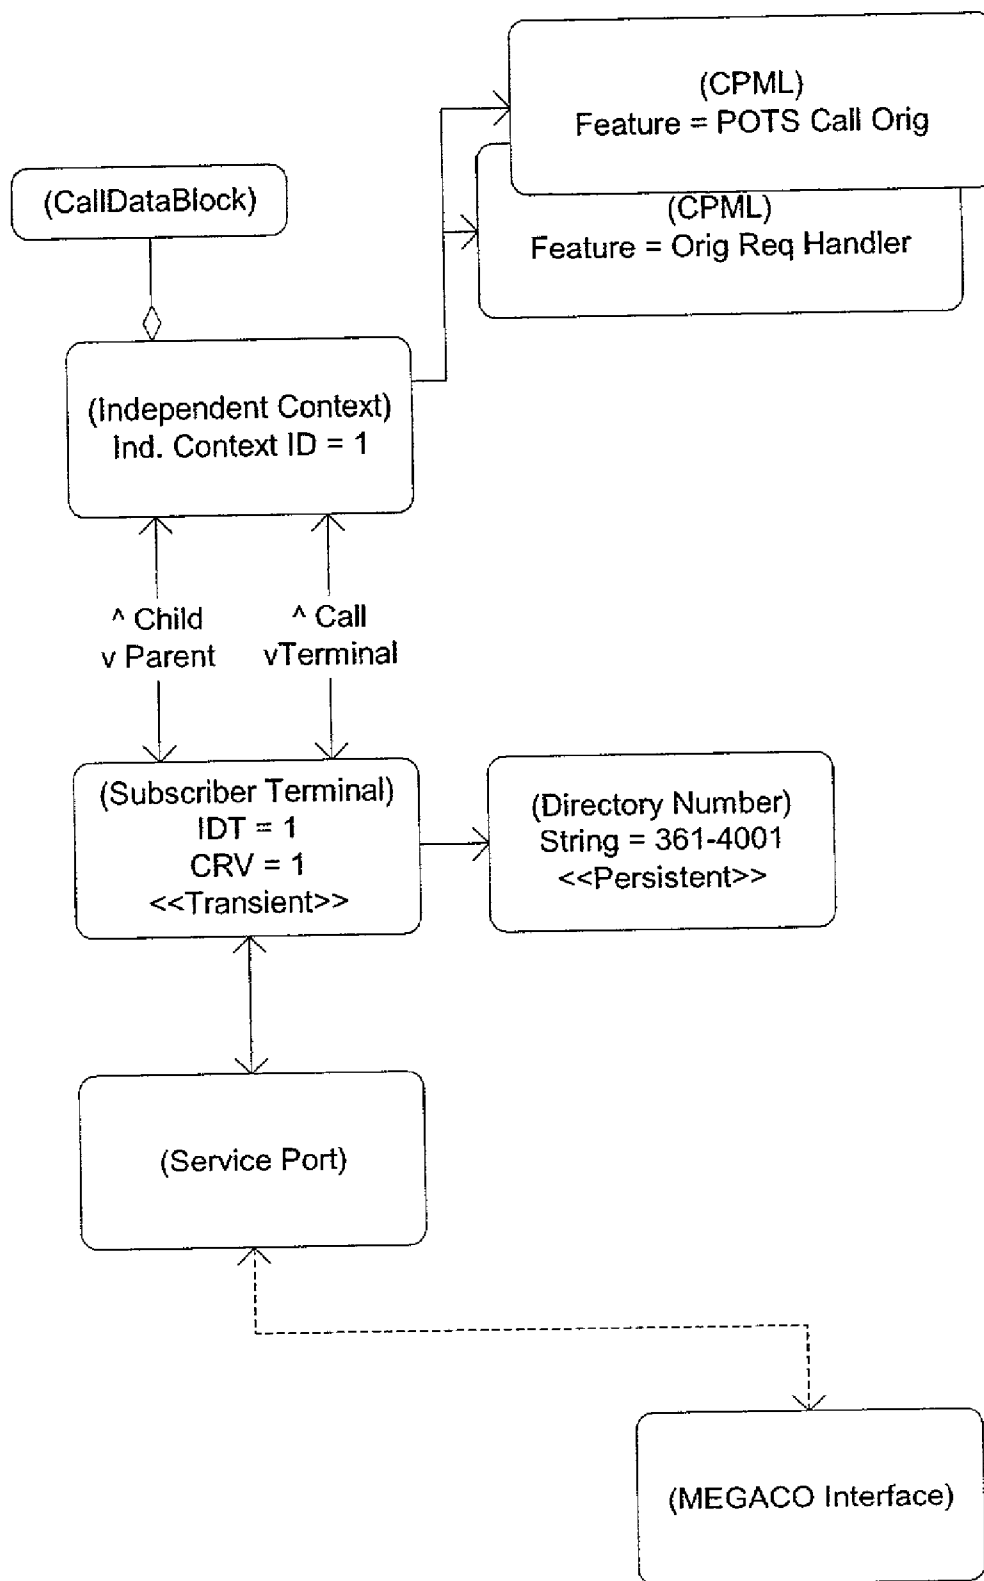 (CPML)
Feature = POTS Call Orig
(CallDataBlock)
(CPML)
Feature = Orig Req Handler
(Independent Context)
Ind. Context ID = 1
^ Child
v Parent
^ Call
vTerminal
(Subscriber Terminal)
IDT = 1
CRV = 1
<<Transient>>
(Directory Number)
String = 361-4001
<<Persistent>>
(Service Port)
(MEGACO Interface)